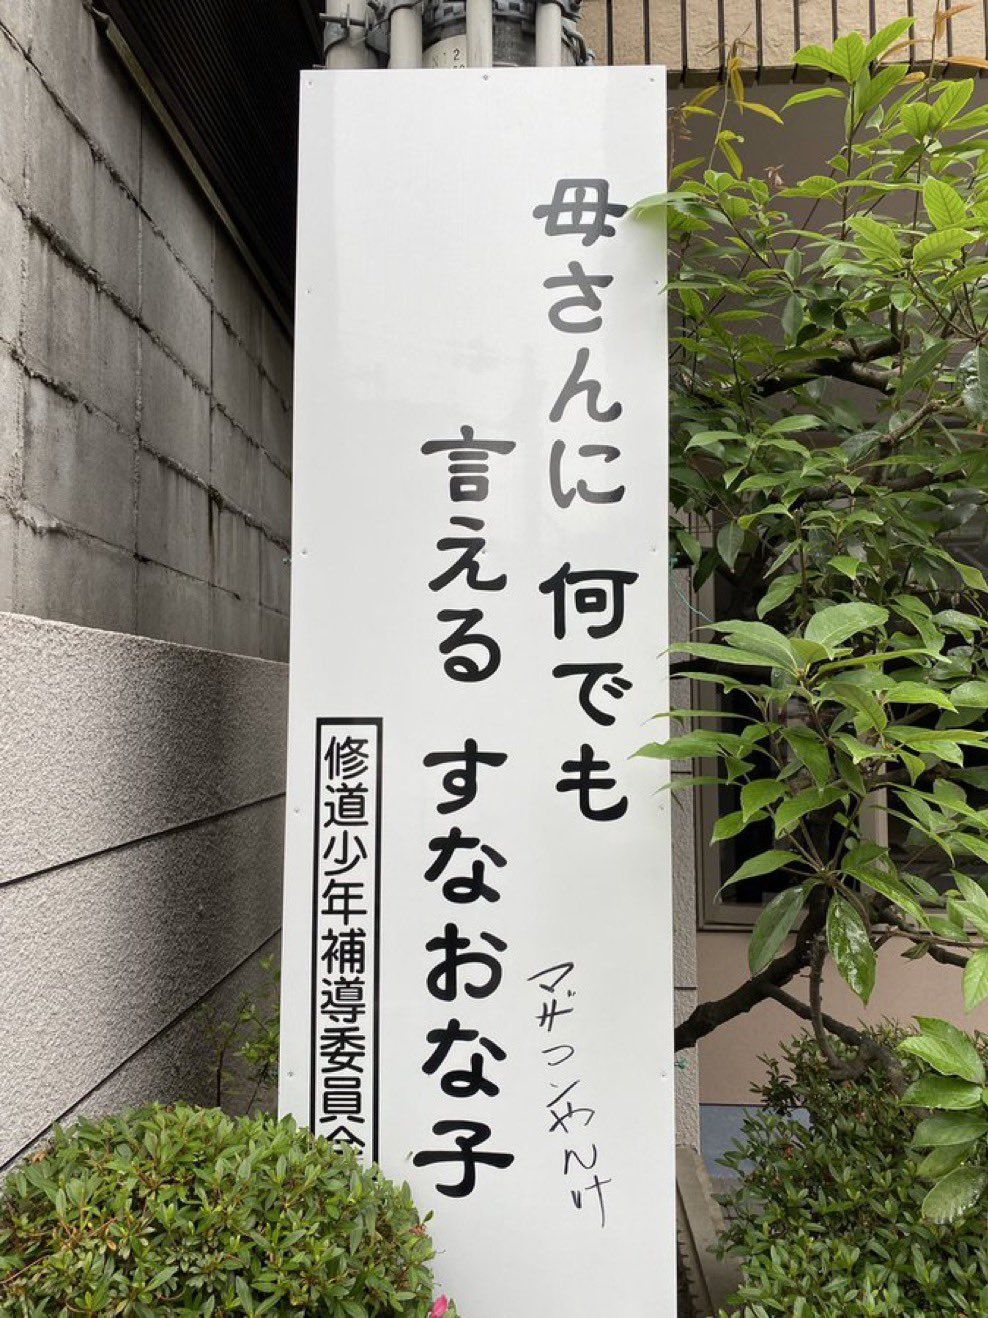 母さんに 何でも
言える すなおな子
マザコンやんけ
修道少年補導委員会